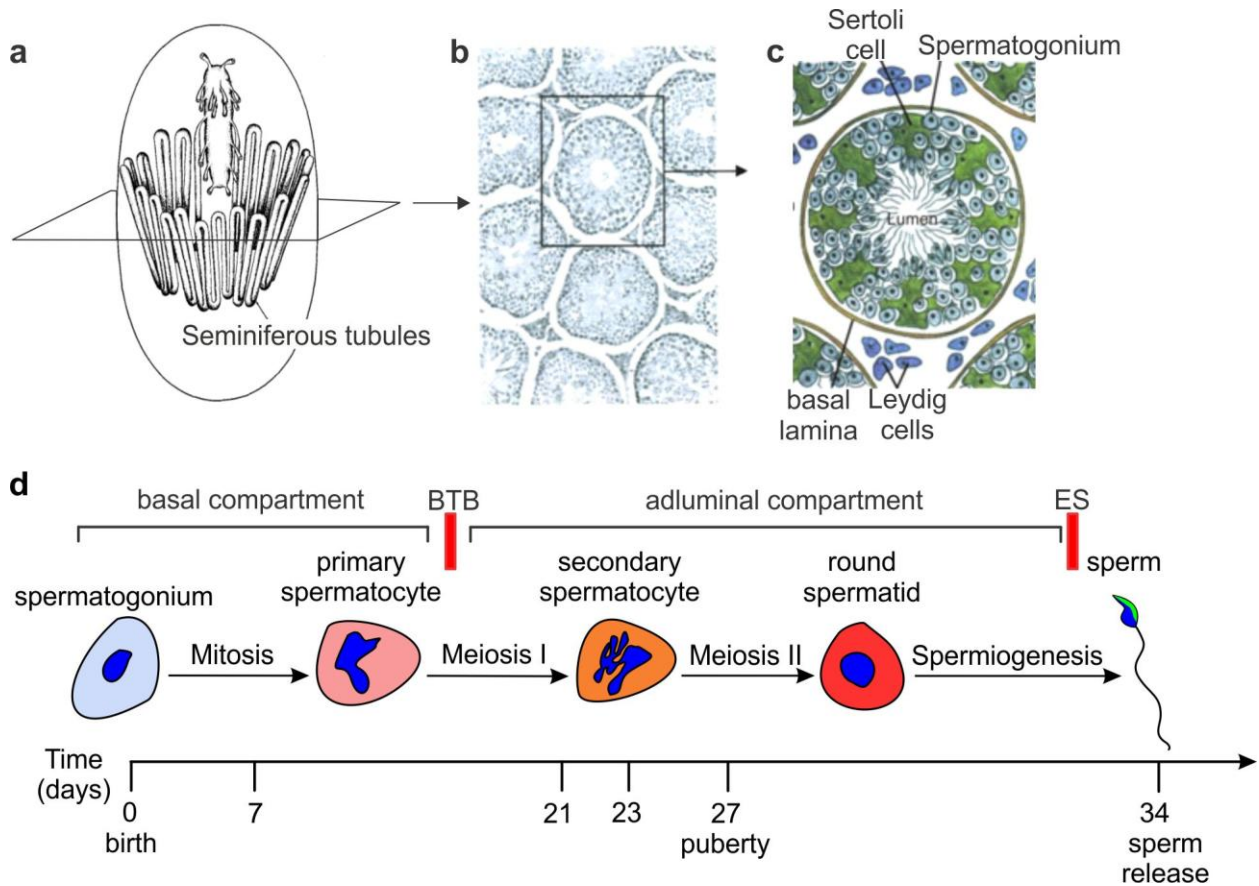 a
Seminiferous tubules
b
c
Sertoli
cell
Spermatogonium
Lumen
basal
lamina
Leydig
cells
d
basal compartment
BTB
adluminal compartment
ES
spermatogonium
primary
spermatocyte
secondary
spermatocyte
round
spermatid
sperm
Mitosis
Meiosis I
Meiosis II
Spermiogenesis
Time
(days)
0
birth
7
21
23
27
puberty
34
sperm
release